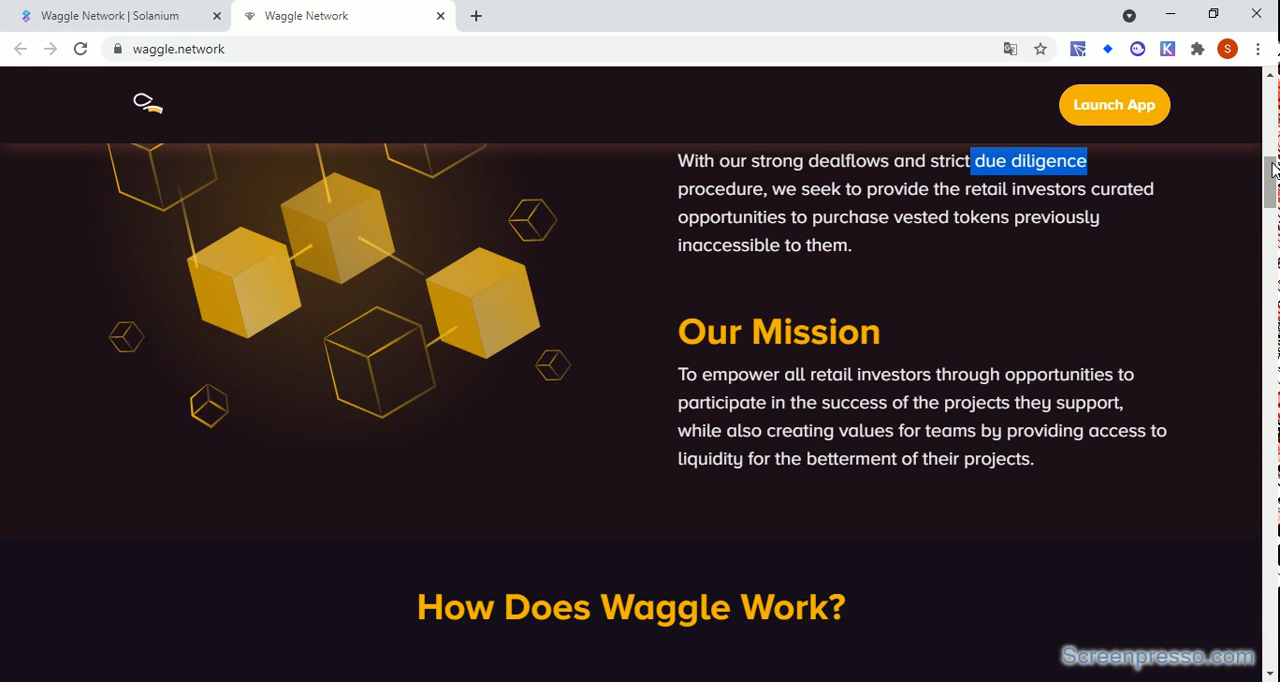 Waggle Network | Solanium
Waggle Network
waggle.network
S
K
Launch App
With our strong dealflows and strict due diligence
procedure, we seek to provide the retail investors curated
opportunities to purchase vested tokens previously
inaccessible to them.
Our Mission
To empower all retail investors through opportunities to
participate in the success of the projects they support,
while also creating values for teams by providing access to
liquidity for the betterment of their projects.
How Does Waggle Work?
Screenpresso.com